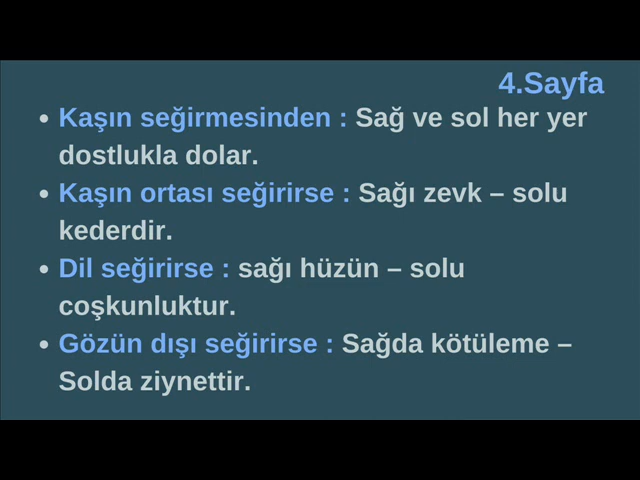 4.Sayfa
• Kaşın seğirmesinden : Sağ ve sol her yer
dostlukla dolar.
• Kaşın ortası seğirirse : Sağı zevk – solu
kederdir.
• Dil seğirirse : sağı hüzün – solu
coşkunluktur.
• Gözün dışı seğirirse : Sağda kötüleme –
Solda ziynettir.